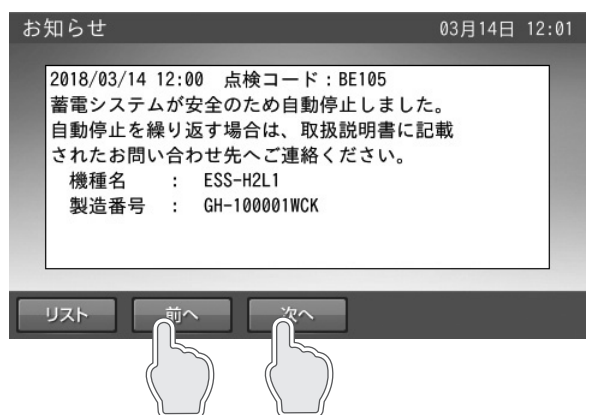 お知らせ
03月14日 12:01
2018/03/14 12:00 点検コード：BE105
蓄電システムが安全のため自動停止しました。
自動停止を繰り返す場合は、取扱説明書に記載
されたお問い合わせ先へご連絡ください。
機種名 ： ESS-H2L1
製造番号 ： GH-100001WCK
リスト
前へ
次へ